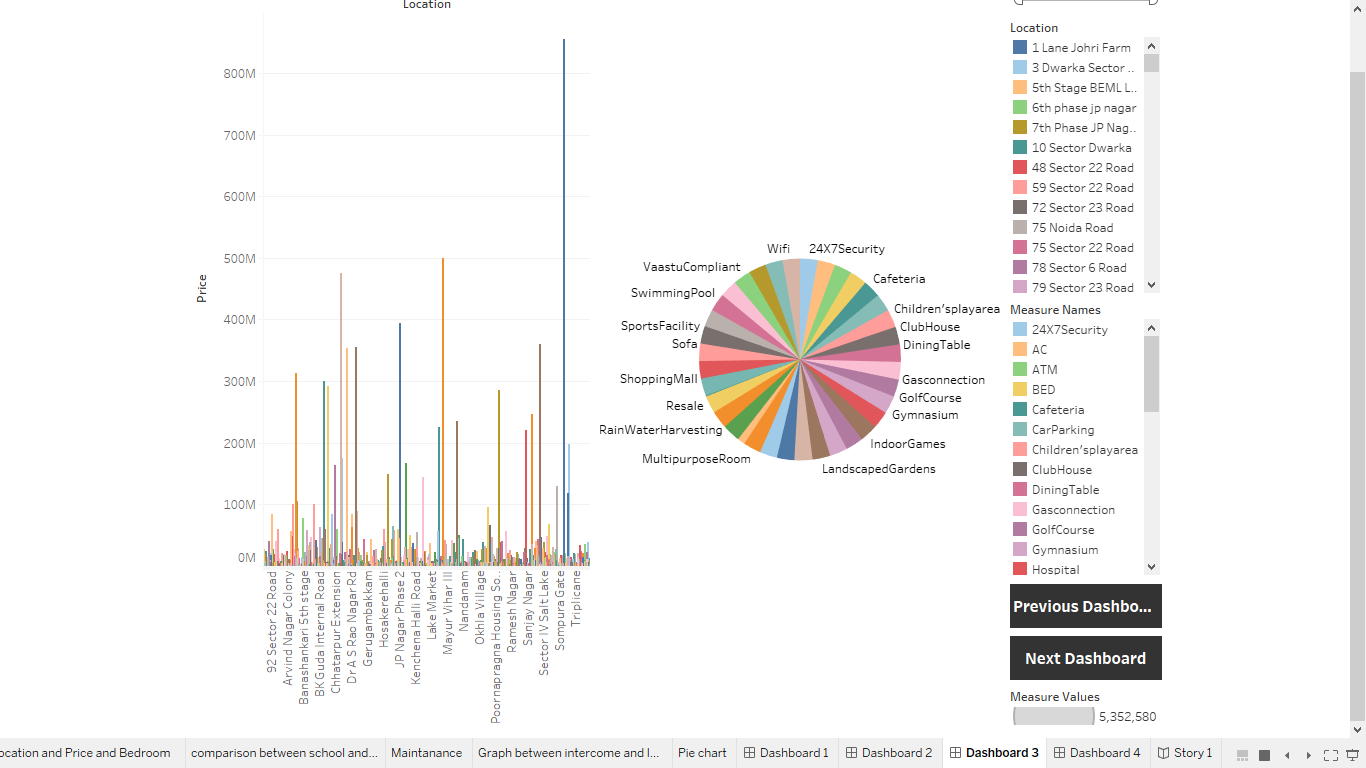 Location
800M
700M
600M
500M
400M
300M
200M
100M
0M
Price
92 Sector 22 Road
Arvind Nagar Colony
Banashankari 5th stage
BK Guda Internal Road
Chhatarpur Extension
Dr A S Rao Nagar Rd
Gerugambakkam
Hosakerehalli
JP Nagar Phase 2
Kenchena Halli Road
Lake Market
Mayur Vihar III
Nandanam
Okhla Village
Poornapragna Housing So..
Ramesh Nagar
Sanjay Nagar
Sector IV Salt Lake
Sompura Gate
Triplicane
Wifi
24X7Security
VaastuCompliant
Cafeteria
SwimmingPool
Children'splayarea
SportsFacility
ClubHouse
Sofa
DiningTable
ShoppingMall
Gasconnection
Resale
GolfCourse
Gymnasium
RainWaterHarvesting
IndoorGames
MultipurposeRoom
LandscapedGardens
Location
1 Lane Johri Farm
3 Dwarka Sector ..
5th Stage BEML L..
6th phase jp nagar
7th Phase JP Nag..
10 Sector Dwarka
48 Sector 22 Road
59 Sector 22 Road
72 Sector 23 Road
75 Noida Road
75 Sector 22 Road
78 Sector 6 Road
79 Sector 23 Road
Measure Names
24X7Security
AC
ATM
BED
Cafeteria
CarParking
Children'splayarea
ClubHouse
DiningTable
Gasconnection
GolfCourse
Gymnasium
Hospital
Previous Dashbo...
Next Dashboard
Measure Values
5,352,580
ocation and Price and Bedroom
comparison between school and...
Maintanance
Graph between intercome and l...
Pie chart
Dashboard 1
Dashboard 2
Dashboard 3
Dashboard 4
Story 1